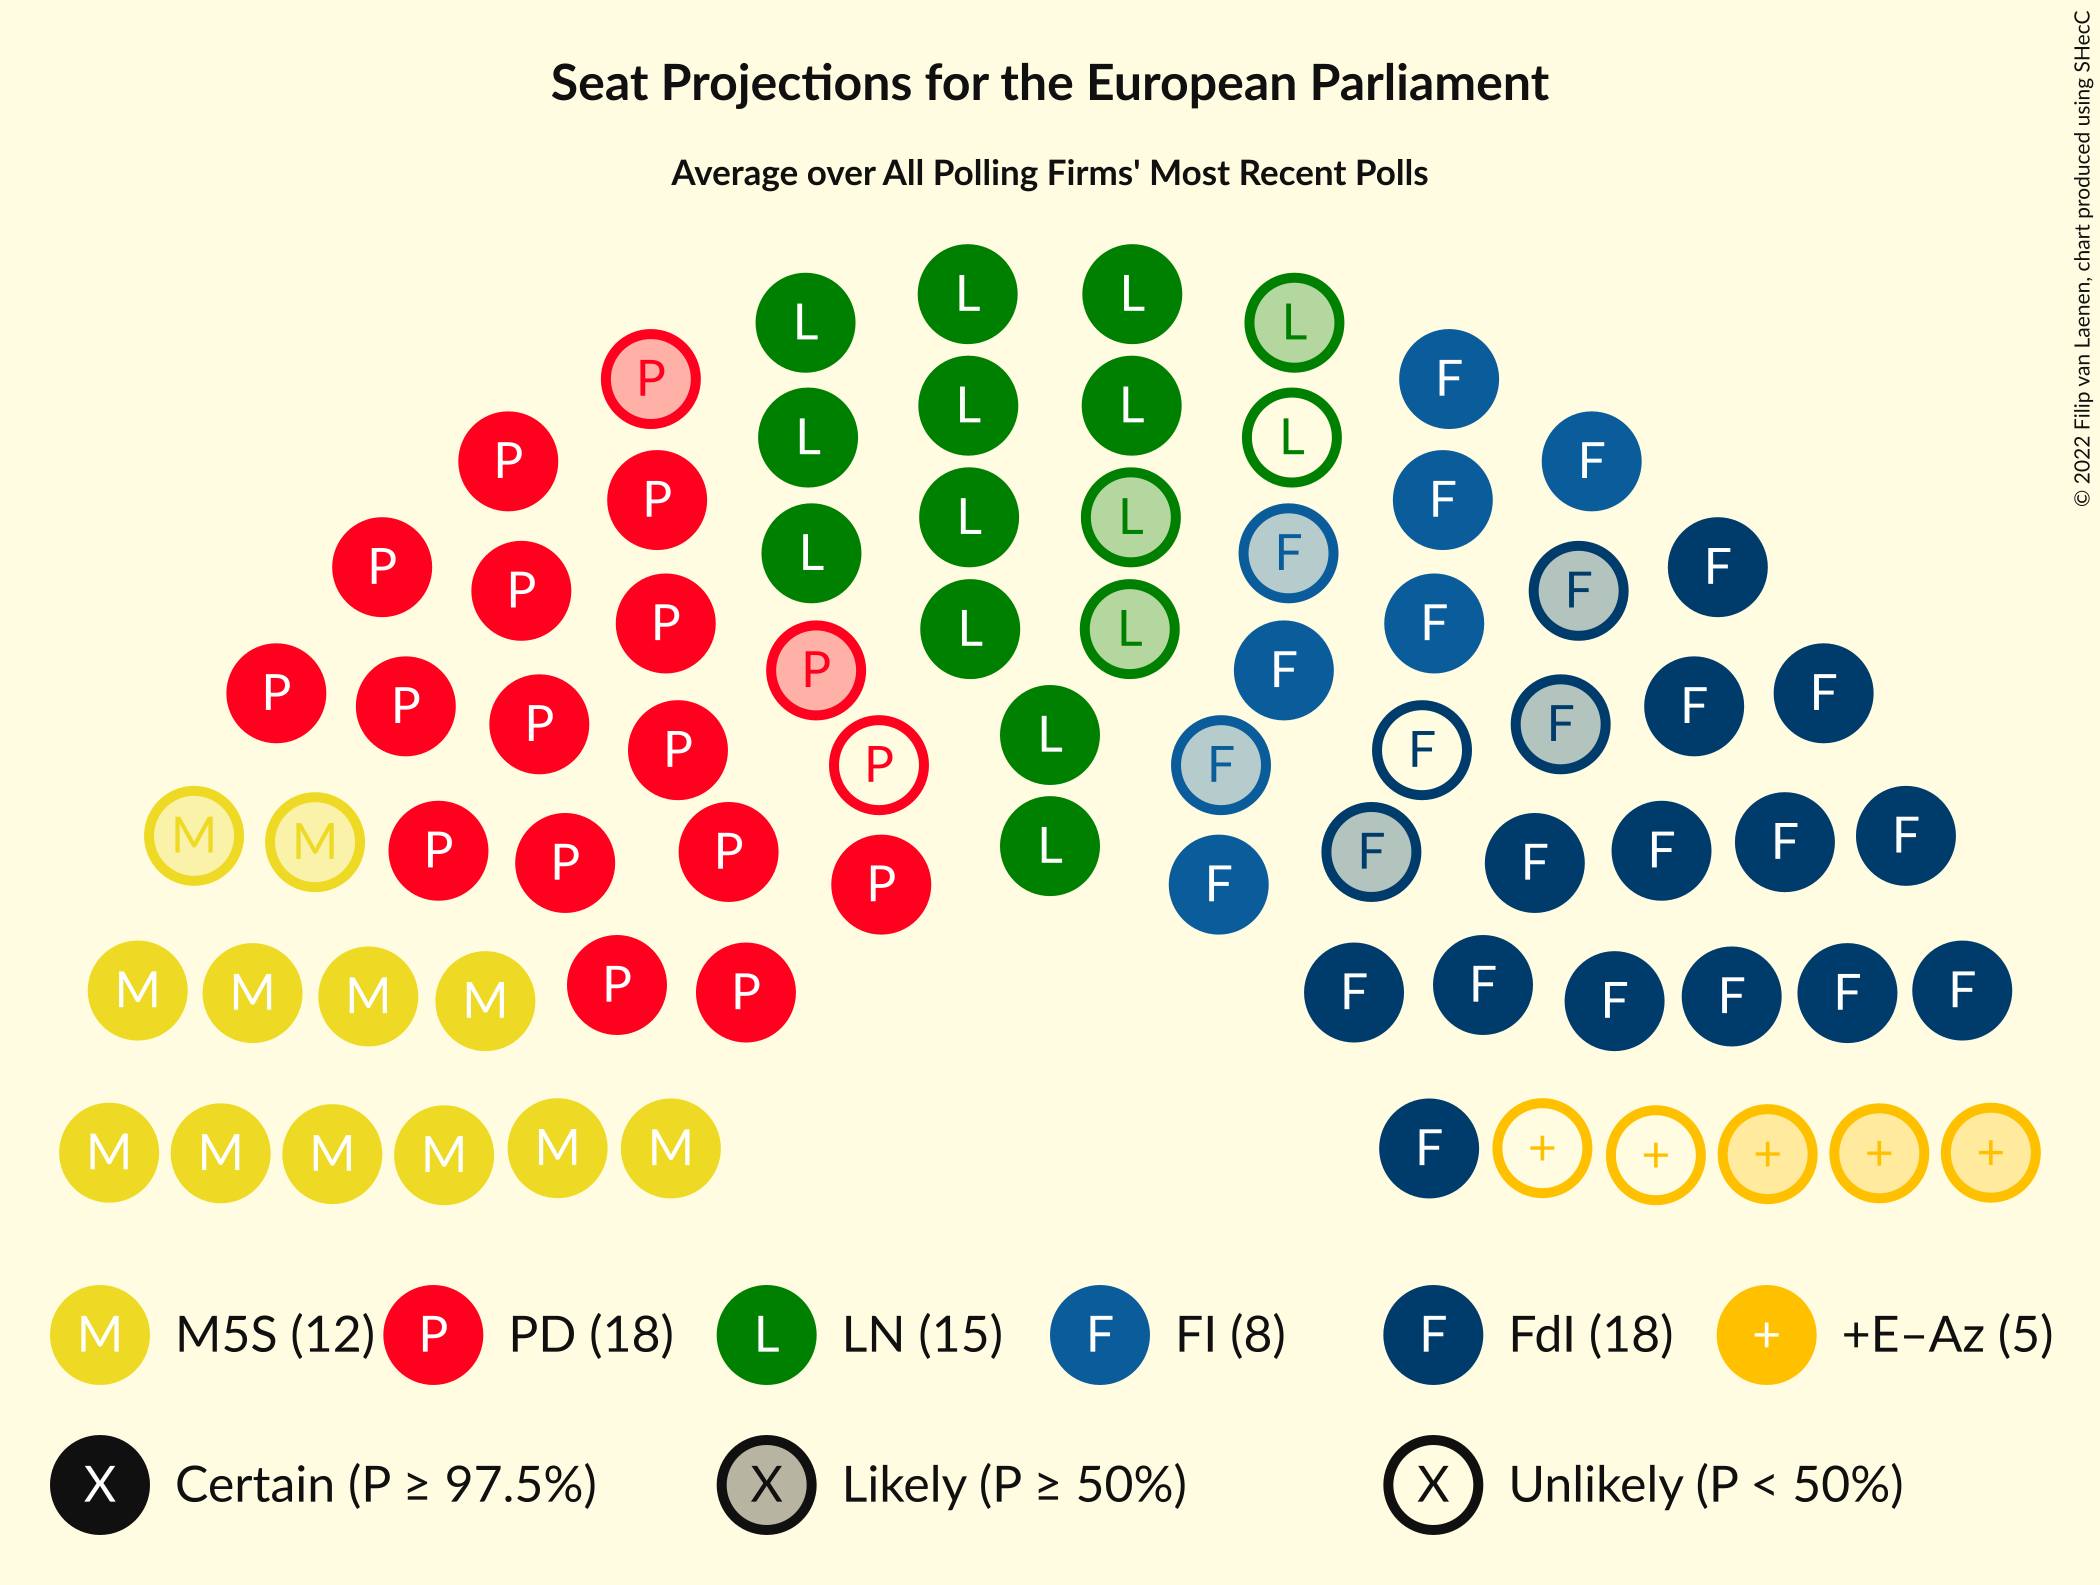 Seat Projections for the European Parliament
Average over All Polling Firms' Most Recent Polls
© 2022 Filip van Laenen, chart produced using SHecC
L L
L L
P F
L L
L L
P F
P P F F
L L
P L F F
P P F F
P F
L L
P P F F
P F
P P F F
P L F
P P F F
P F
M M P P P P L F F F F F F
M M M M P P F F F F F F
M M M M M M F + + + + +
M M5S (12) P PD (18) L LN (15) F FI (8) F FdI (18) + +E–Az (5)
X Certain (P ≥ 97.5%) X Likely (P ≥ 50%) X Unlikely (P < 50%)